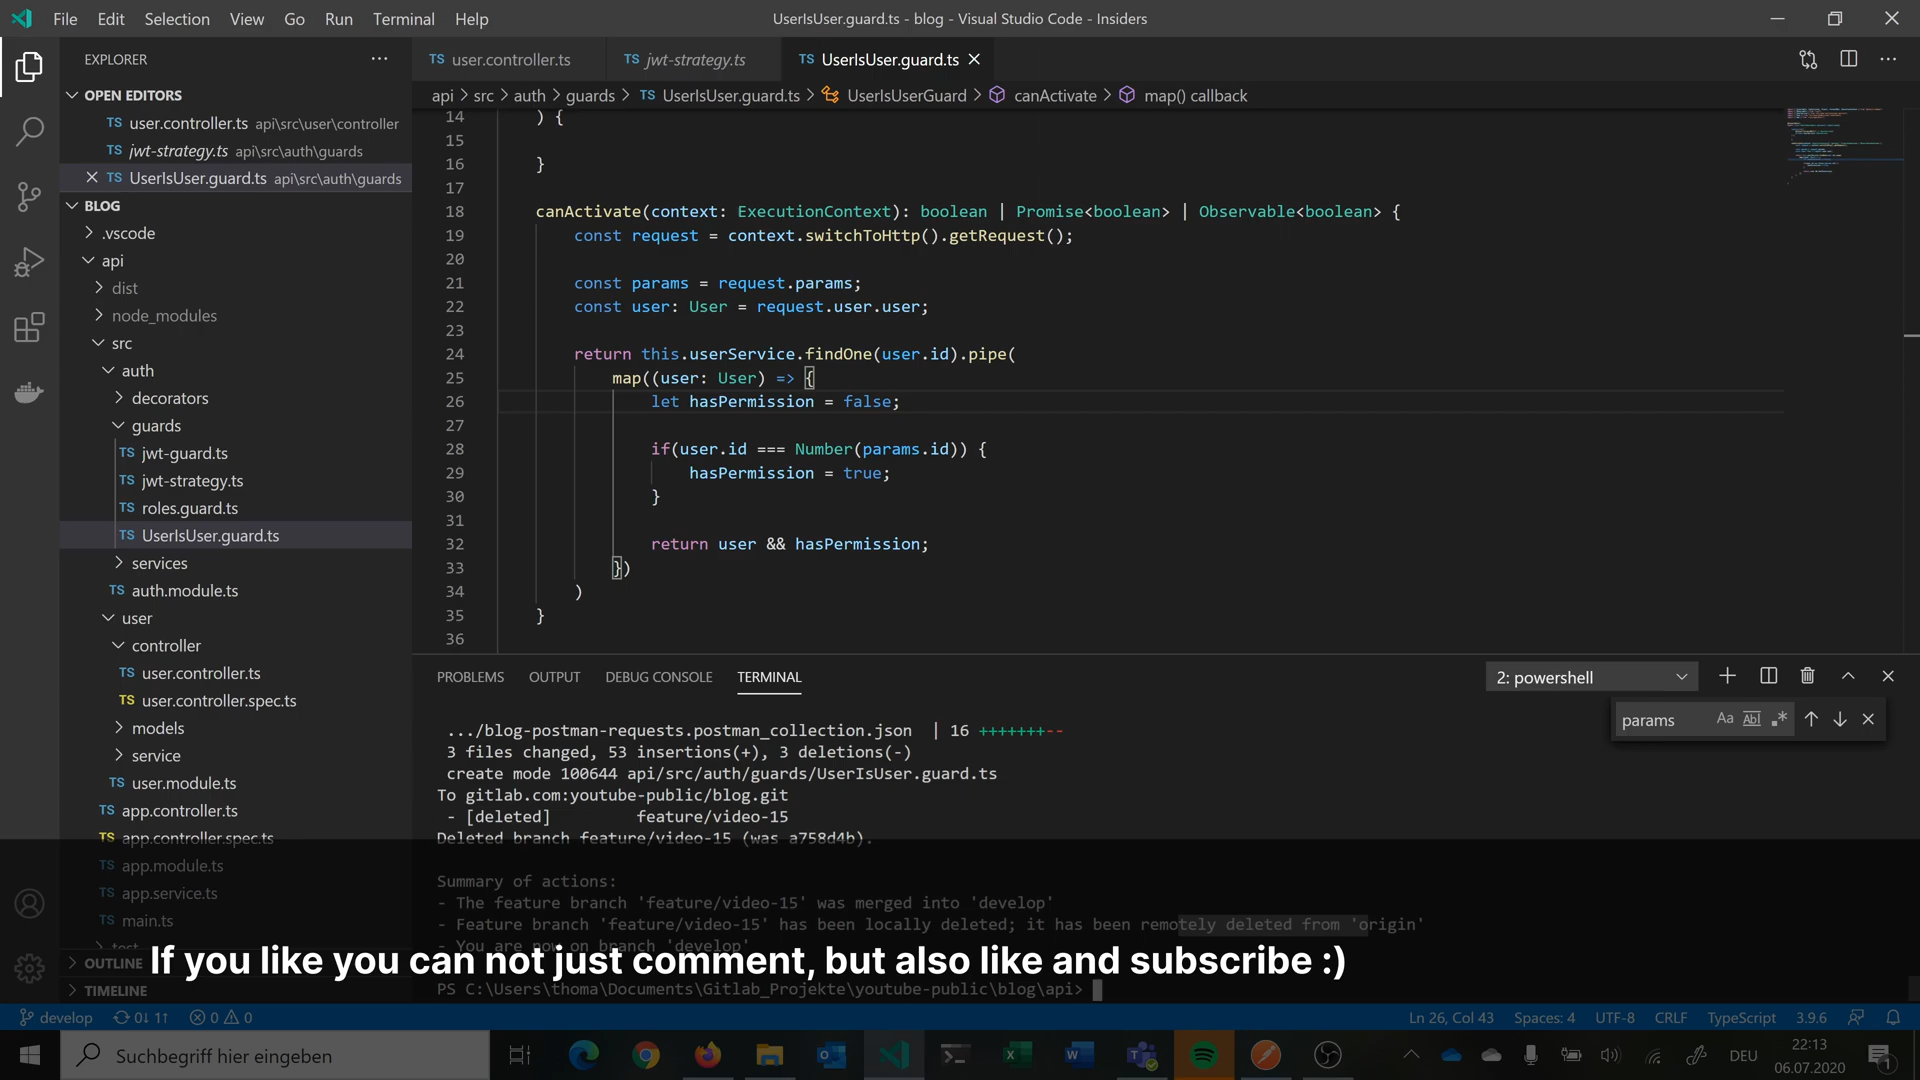 File Edit Selection View Go Run Terminal Help
UserIsUser.guard.ts - blog - Visual Studio Code - Insiders
EXPLORER
OPEN EDITORS
TS user.controller.ts api\src\user\controller
TS jwt-strategy.ts api\src\auth\guards
TS UserIsUser.guard.ts api\src\auth\guards
BLOG
.vscode
api
dist
node_modules
src
auth
decorators
guards
TS jwt-guard.ts
TS jwt-strategy.ts
TS roles.guard.ts
TS UserIsUser.guard.ts
services
TS auth.module.ts
user
controller
TS user.controller.ts
TS user.controller.spec.ts
models
service
TS user.module.ts
TS app.controller.ts
TS app.controller.spec.ts
TS app.module.ts
TS app.service.ts
TS main.ts
test
OUTLINE
TIMELINE
TS user.controller.ts TS jwt-strategy.ts TS UserIsUser.guard.ts
api > src > auth > guards > TS UserIsUser.guard.ts > UserIsUserGuard > canActivate > map() callback
14 ) {
15
16 }
17
18 canActivate(context: ExecutionContext): boolean | Promise<boolean> | Observable<boolean> {
19 const request = context.switchToHttp().getRequest();
20
21 const params = request.params;
22 const user: User = request.user.user;
23
24 return this.userService.findOne(user.id).pipe(
25 map((user: User) => {
26 let hasPermission = false;
27
28 if(user.id === Number(params.id)) {
29 hasPermission = true;
30 }
31
32 return user && hasPermission;
33 })
34 )
35 }
36
PROBLEMS OUTPUT DEBUG CONSOLE TERMINAL
2: powershell
params Aa Abl .*
.../blog-postman-requests.postman_collection.json | 16 +++++++--
3 files changed, 53 insertions(+), 3 deletions(-)
create mode 100644 api/src/auth/guards/UserIsUser.guard.ts
To gitlab.com:youtube-public/blog.git
- [deleted] feature/video-15
Deleted branch feature/video-15 (was a758d4b).
Summary of actions:
- The feature branch 'feature/video-15' was merged into 'develop'
- Feature branch 'feature/video-15' has been locally deleted; it has been remotely deleted from 'origin'
- You are now on branch 'develop'
If you like you can not just comment, but also like and subscribe :)
PS C:\Users\thoma\Documents\Gitlab_Projekte\youtube-public\blog\api>
develop 0↓ 1↑ 0 0
Ln 26, Col 43 Spaces: 4 UTF-8 CRLF TypeScript 3.9.6
Suchbegriff hier eingeben
DEU
22:13
06.07.2020
1